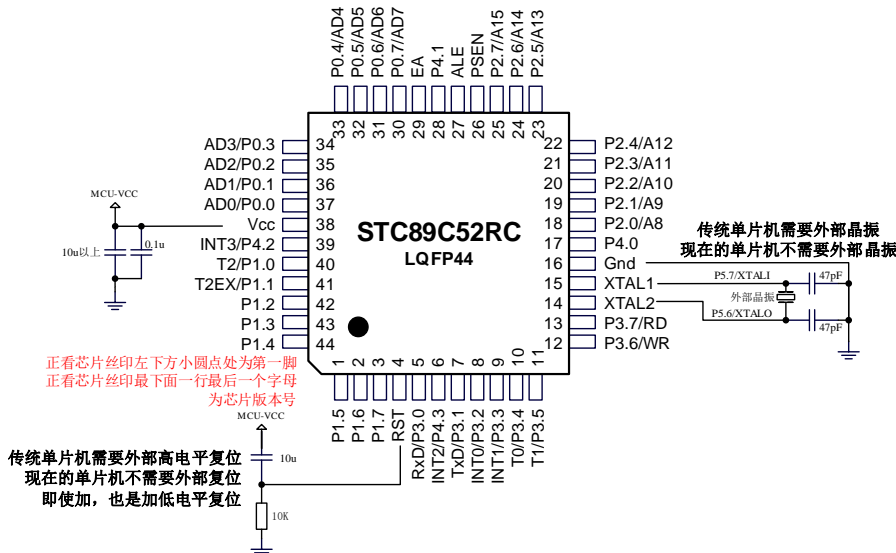 P0.4/AD4
P0.5/AD5
P0.6/AD6
P0.7/AD7
EA
P4.1
ALE
PSEN
P2.7/A15
P2.6/A14
P2.5/A13
33
32
31
30
29
28
27
26
25
24
23
AD3/P0.3 34
AD2/P0.2 35
AD1/P0.1 36
AD0/P0.0 37
Vcc 38
INT3/P4.2 39
T2/P1.0 40
T2EX/P1.1 41
P1.2 42
P1.3 43
P1.4 44
STC89C52RC
LQFP44
22 P2.4/A12
21 P2.3/A11
20 P2.2/A10
19 P2.1/A9
18 P2.0/A8
17 P4.0
16 Gnd
15 XTAL1
14 XTAL2
13 P3.7/RD
12 P3.6/WR
MCU-VCC
10u以上
0.1u
传统单片机需要外部晶振
现在的单片机不需要外部晶振
P5.7/XTALI
47pF
外部晶振
P5.6/XTALO
47pF
正看芯片丝印左下方小圆点处为第一脚
正看芯片丝印最下面一行最后一个字母
为芯片版本号
1
2
3
4
5
6
7
8
9
10
11
P1.5
P1.6
P1.7
RST
RxD/P3.0
INT2/P4.3
TxD/P3.1
INT0/P3.2
INT1/P3.3
T0/P3.4
T1/P3.5
MCU-VCC
10u
传统单片机需要外部高电平复位
现在的单片机不需要外部复位
即使加，也是加低电平复位
10K